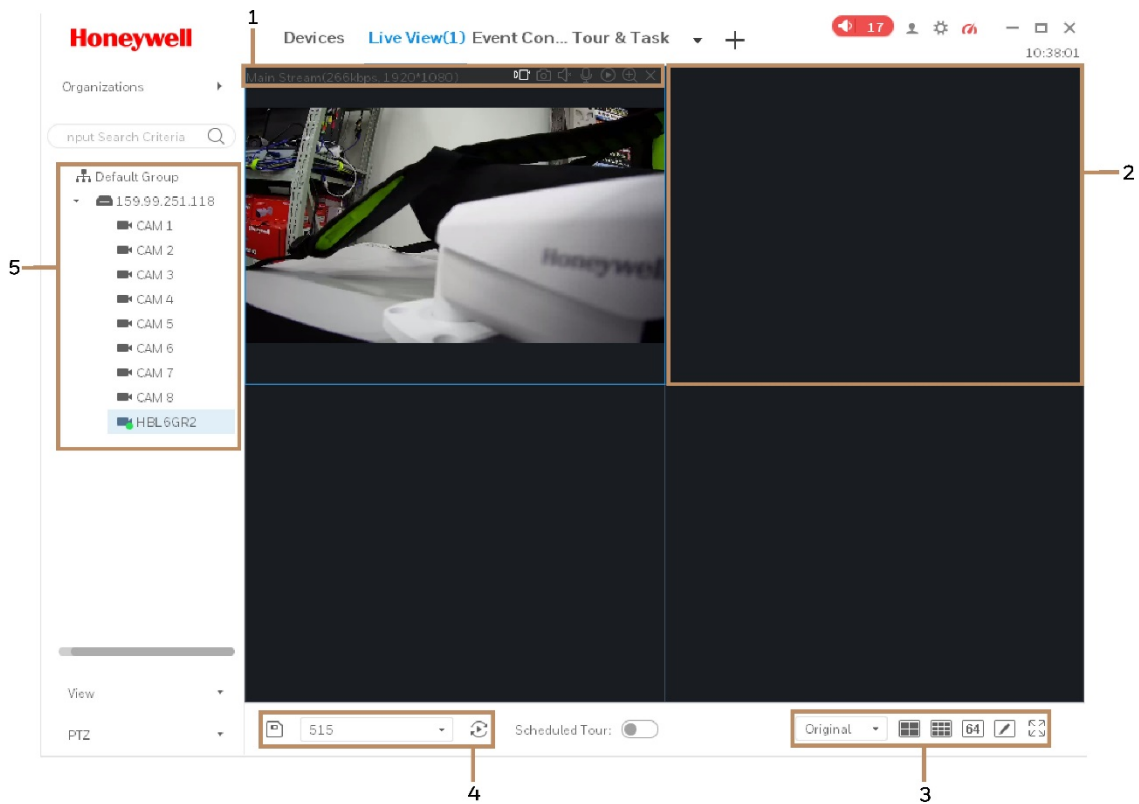 1
Honeywell
Devices Live View(1) Event Con... Tour & Task
17
10:38:01
Organizations
Main Stream(266kbps, 1920*1080)
nput Search Criteria
2
Default Group
159.99.251.118
CAM 1
CAM 2
5
CAM 3
Honeywel
CAM 4
CAM 5
CAM 6
CAM 7
CAM 8
HBL6GR2
View
PTZ
515
Scheduled Tour:
Original
64
4
3